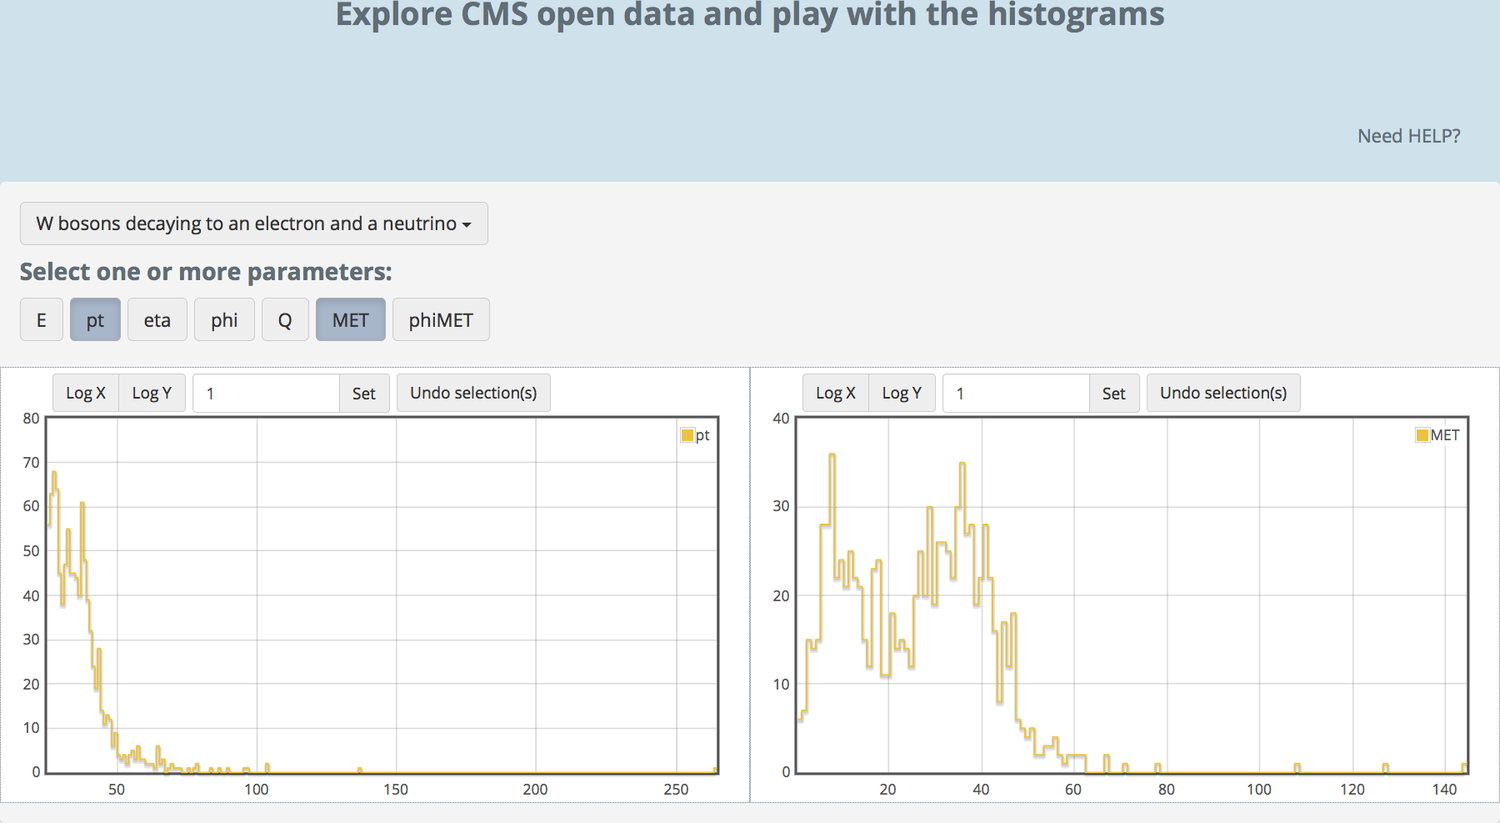 Explore CMS open data and play with the histograms
Need HELP?
W bosons decaying to an electron and a neutrino
Select one or more parameters:
E pt eta phi Q MET phiMET
Log X Log Y 1 Set Undo selection(s)
80
70
60
50
40
30
20
10
0
50 100 150 200 250
pt
Log X Log Y 1 Set Undo selection(s)
40
30
20
10
0
20 40 60 80 100 120 140
MET